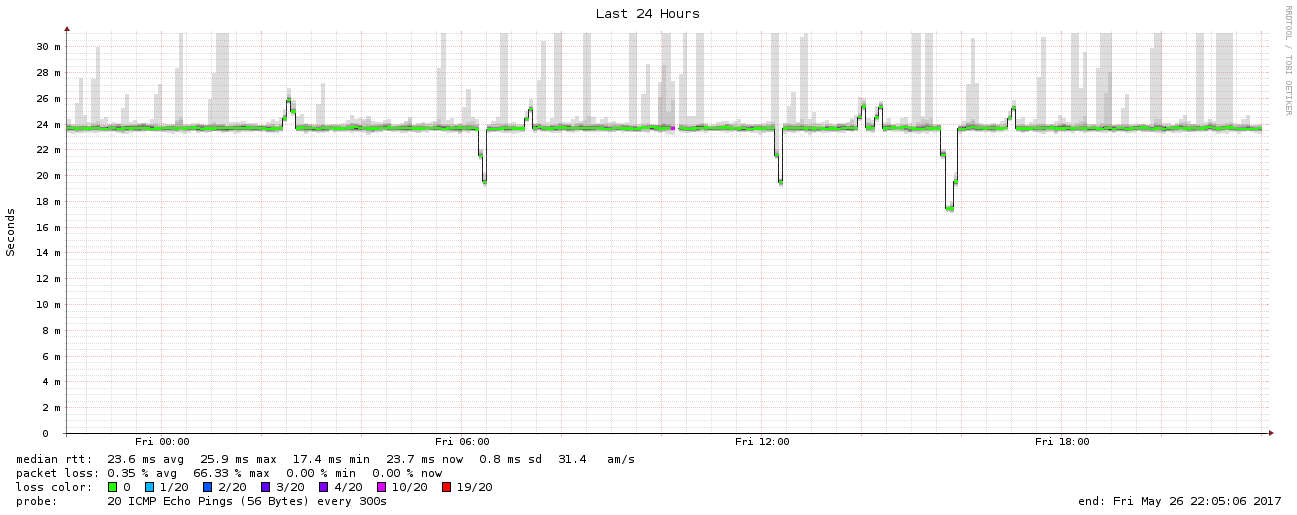 Last 24 Hours
RRDTOOL / TOBI OETIKER
Seconds
30 m
28 m
26 m
24 m
22 m
20 m
18 m
16 m
14 m
12 m
10 m
8 m
6 m
4 m
2 m
0
Fri 00:00 Fri 06:00 Fri 12:00 Fri 18:00
median rtt: 23.6 ms avg 25.9 ms max 17.4 ms min 23.7 ms now 0.8 ms sd 31.4 am/s
packet loss: 0.35 % avg 66.33 % max 0.00 % min 0.00 % now
loss color: 0 1/20 2/20 3/20 4/20 10/20 19/20
probe: 20 ICMP Echo Pings (56 Bytes) every 300s end: Fri May 26 22:05:06 2017